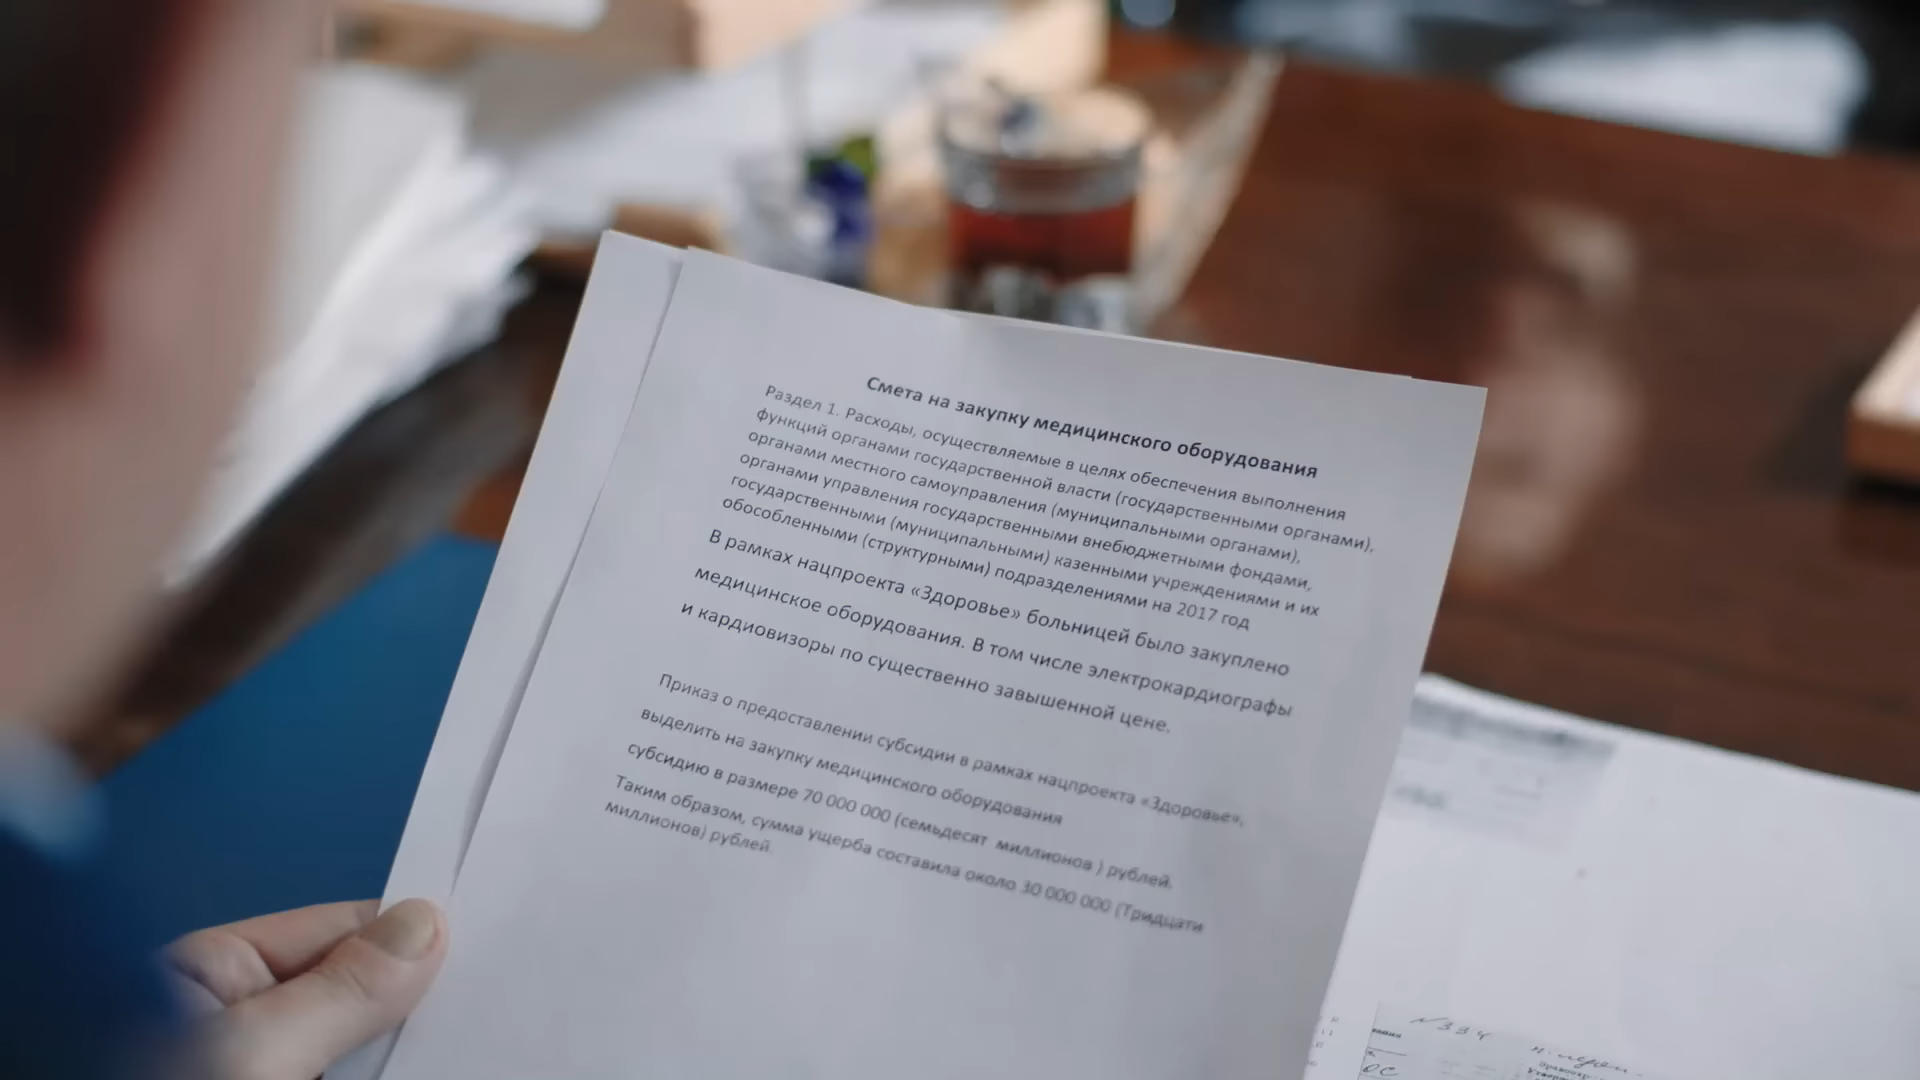 Смета на закупку медицинского оборудования
Раздел 1. Расходы, осуществляемые в целях обеспечения выполнения
функций органами государственной власти (государственными органами),
органами местного самоуправления (муниципальными органами),
органами управления государственными внебюджетными фондами,
государственными (муниципальными) казенными учреждениями и их
обособленными (структурными) подразделениями на 2017 год
В рамках нацпроекта «Здоровье» больницей было закуплено
медицинское оборудования. В том числе электрокардиографы
и кардиовизоры по существенно завышенной цене.
Приказ о предоставлении субсидии в рамках нацпроекта «Здоровье»,
выделить на закупку медицинского оборудования
субсидию в размере 70 000 000 (семьдесят миллионов ) рублей.
Таким образом, сумма ущерба составила около 30 000 000 (Тридцати
миллионов) рублей.
№334